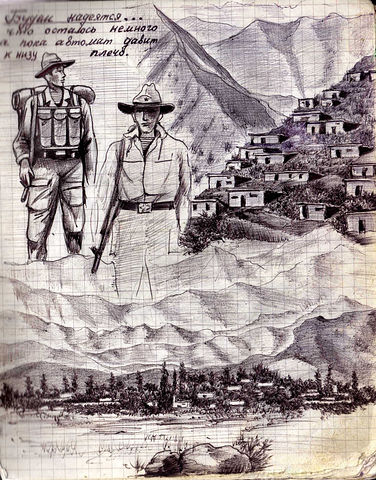 Будем надеятся...
что осталось немного
а пока автомат давит
к низу плечо.